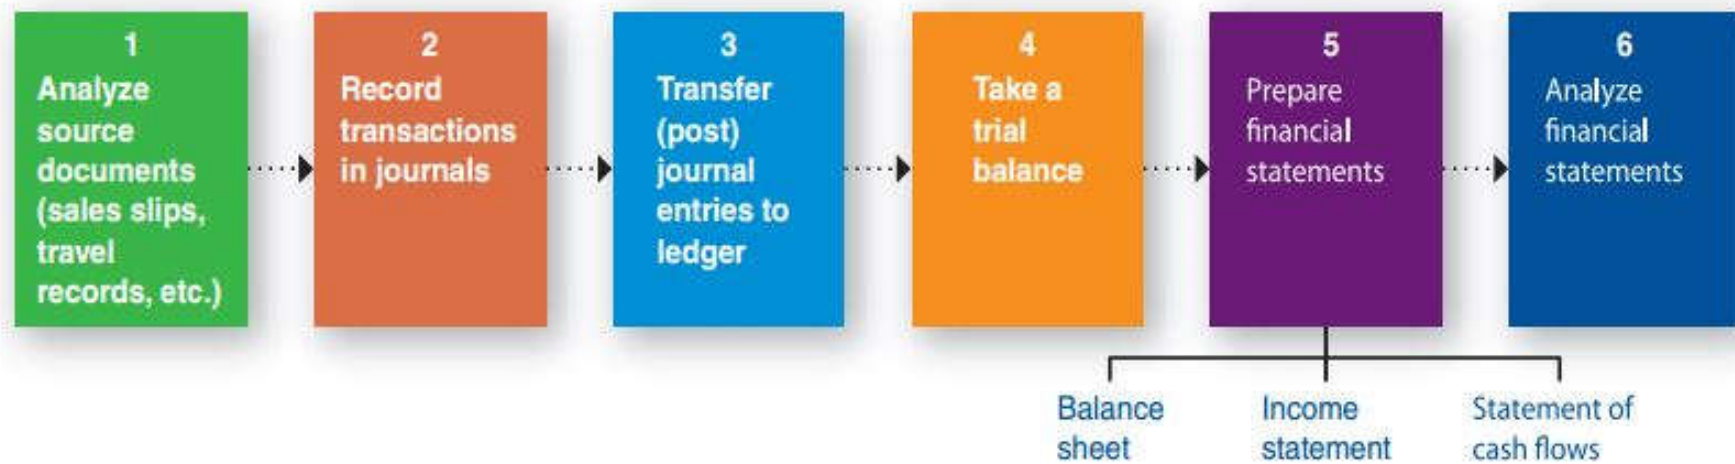 1
Analyze
source
documents
(sales slips,
travel
records, etc.)
2
Record
transactions
in journals
3
Transfer
(post)
journal
entries to
ledger
4
Take a
trial
balance
5
Prepare
financial
statements
6
Analyze
financial
statements
Balance
sheet
Income
statement
Statement of
cash flows